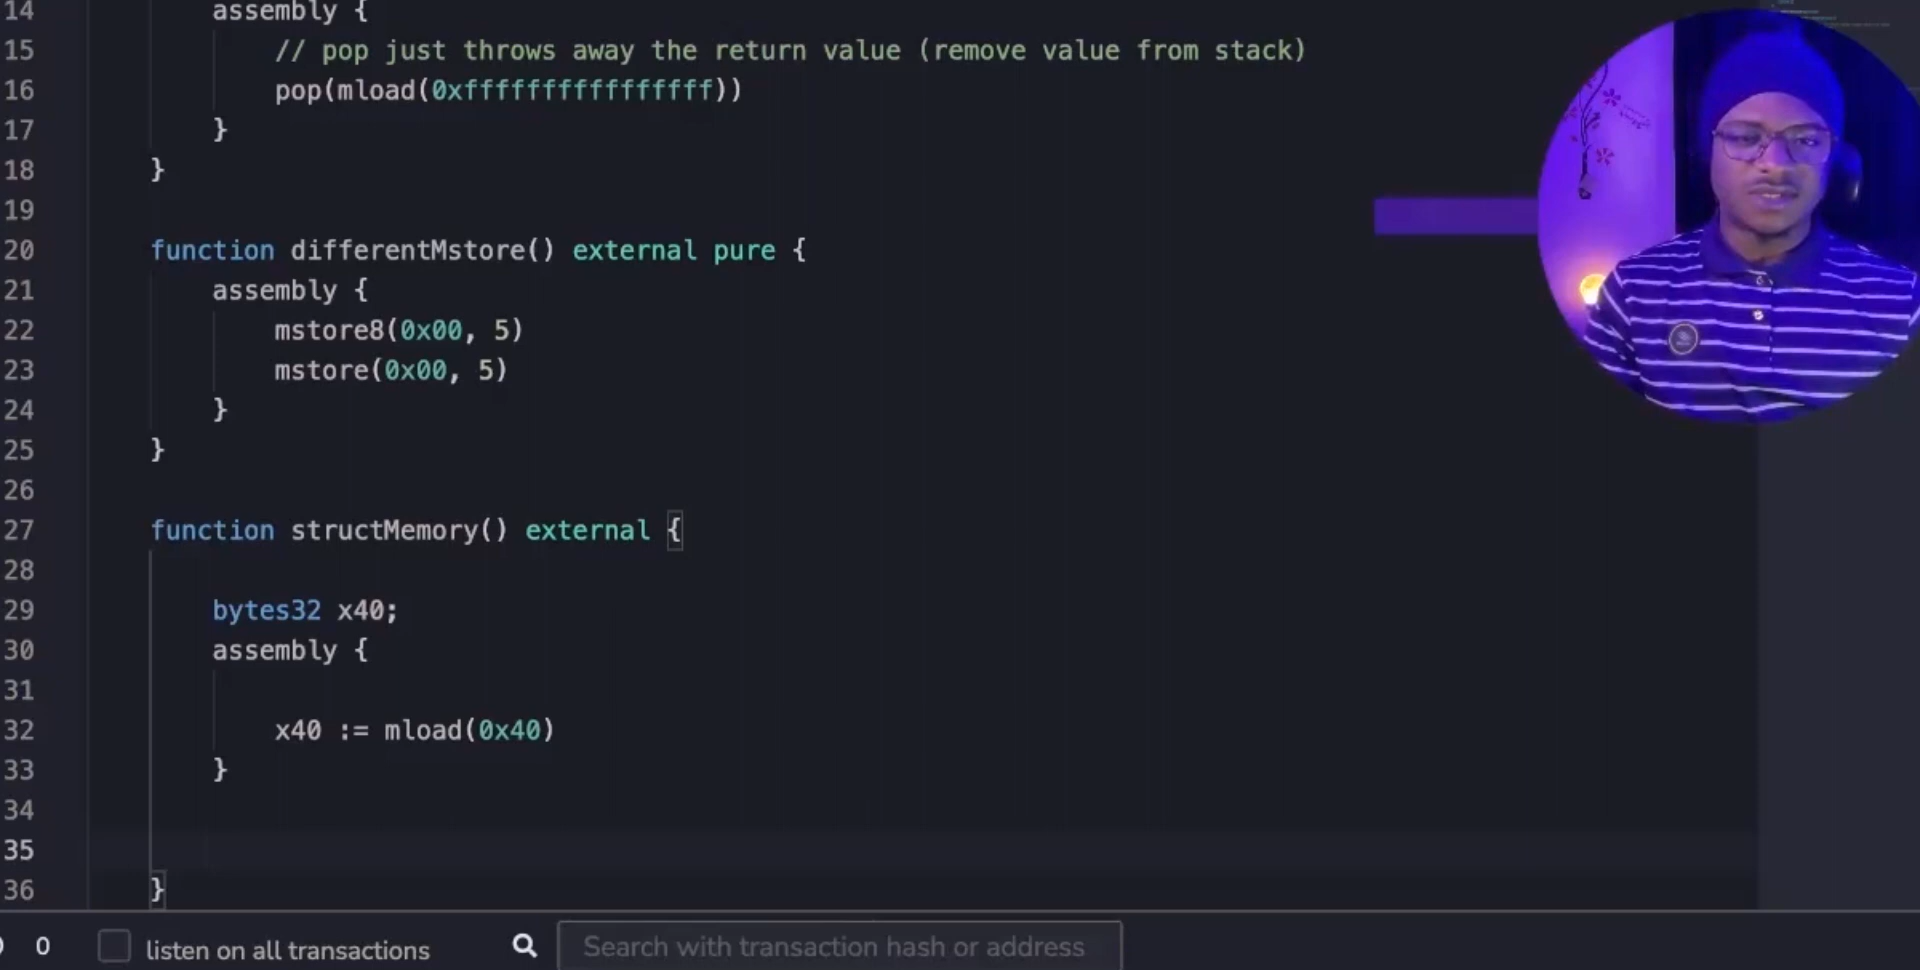 14 assembly {
15 // pop just throws away the return value (remove value from stack)
16 pop(mload(0xffffffffffffffff))
17 }
18 }
19
20 function differentMstore() external pure {
21 assembly {
22 mstore8(0x00, 5)
23 mstore(0x00, 5)
24 }
25 }
26
27 function structMemory() external {
28
29 bytes32 x40;
30 assembly {
31
32 x40 := mload(0x40)
33 }
34
35
36 }
0 listen on all transactions Search with transaction hash or address